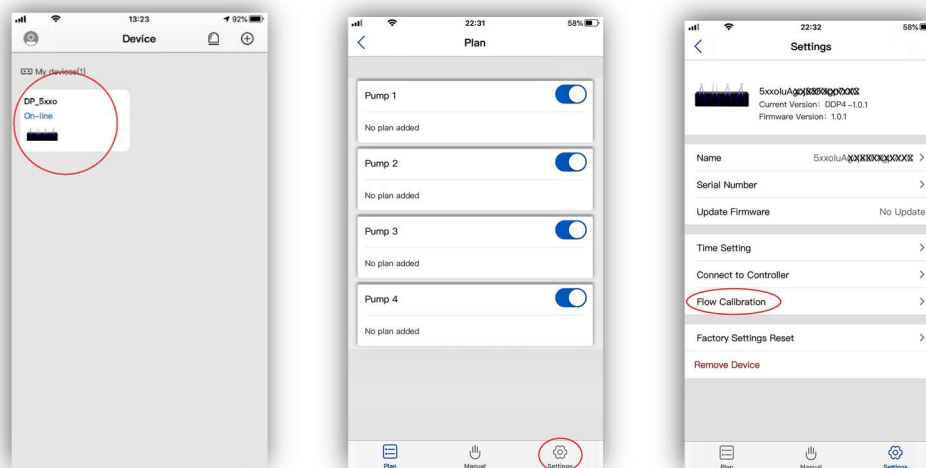 13:23
92%
Device
My devices(1)
DP_5xxo
On-line
22:31
58%
Plan
Pump 1
No plan added
Pump 2
No plan added
Pump 3
No plan added
Pump 4
No plan added
Plan
Manual
Settings
22:32
58%
Settings
Current Version: DDP4-1.0.1
Firmware Version: 1.0.1
Name
Serial Number
Update Firmware
No Update
Time Setting
Connect to Controller
Flow Calibration
Factory Settings Reset
Remove Device
Plan
Manual
Settings